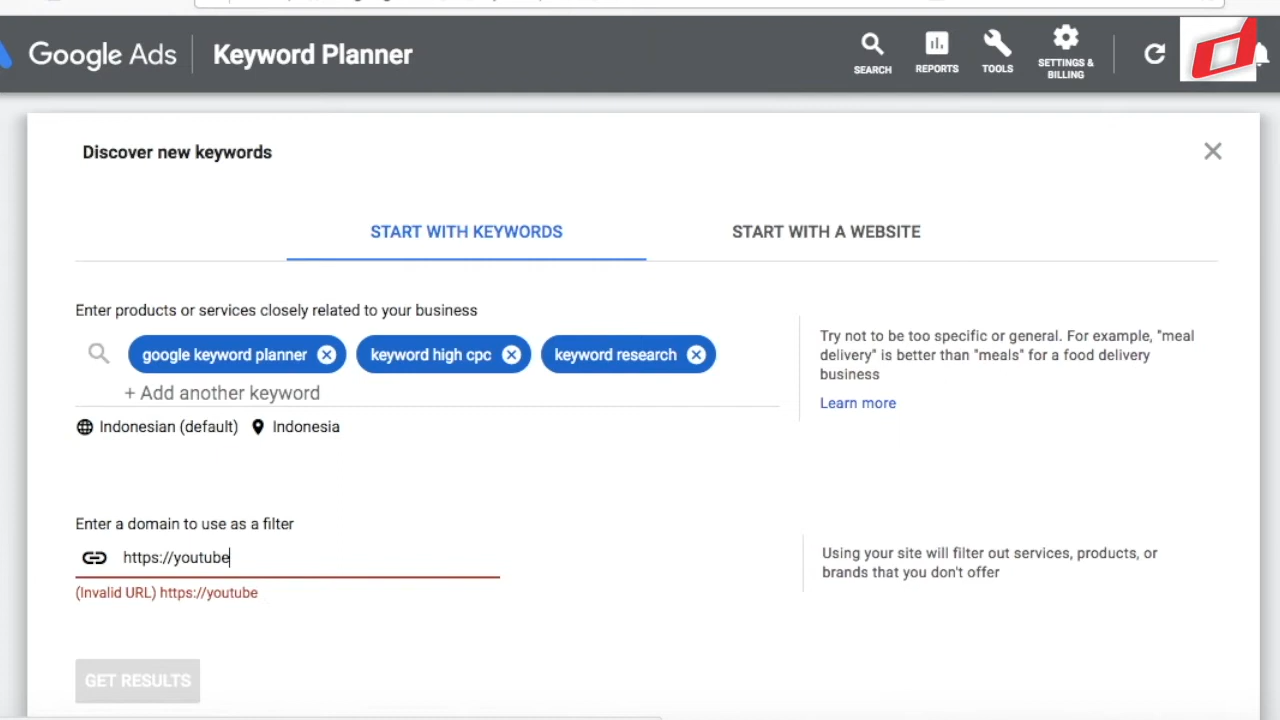 Google Ads
Keyword Planner
SEARCH
REPORTS
TOOLS
SETTINGS &
BILLING
Discover new keywords
START WITH KEYWORDS
START WITH A WEBSITE
Enter products or services closely related to your business
google keyword planner
keyword high cpc
keyword research
+ Add another keyword
Try not to be too specific or general. For example, "meal
delivery" is better than "meals" for a food delivery
business
Learn more
Indonesian (default)
Indonesia
Enter a domain to use as a filter
https://youtube
(Invalid URL) https://youtube
Using your site will filter out services, products, or
brands that you don't offer
GET RESULTS